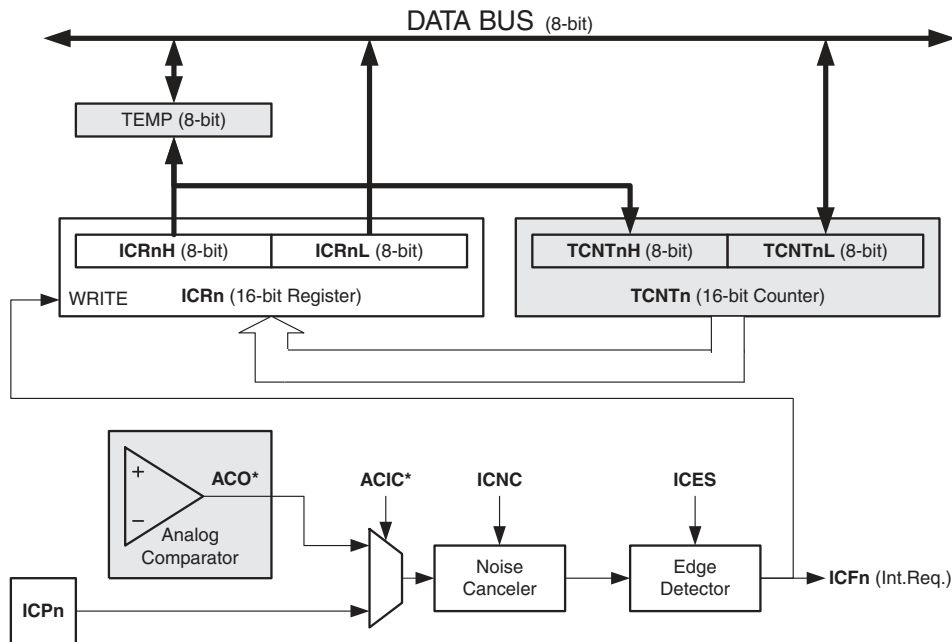 DATA BUS (8-bit)
TEMP (8-bit)
ICRnH (8-bit)
ICRnL (8-bit)
TCNTnH (8-bit)
TCNTnL (8-bit)
WRITE
ICRn (16-bit Register)
TCNTn (16-bit Counter)
+
−
ACO*
Analog
Comparator
ACIC*
ICNC
ICES
Noise
Canceler
Edge
Detector
ICFn (Int.Req.)
ICPn